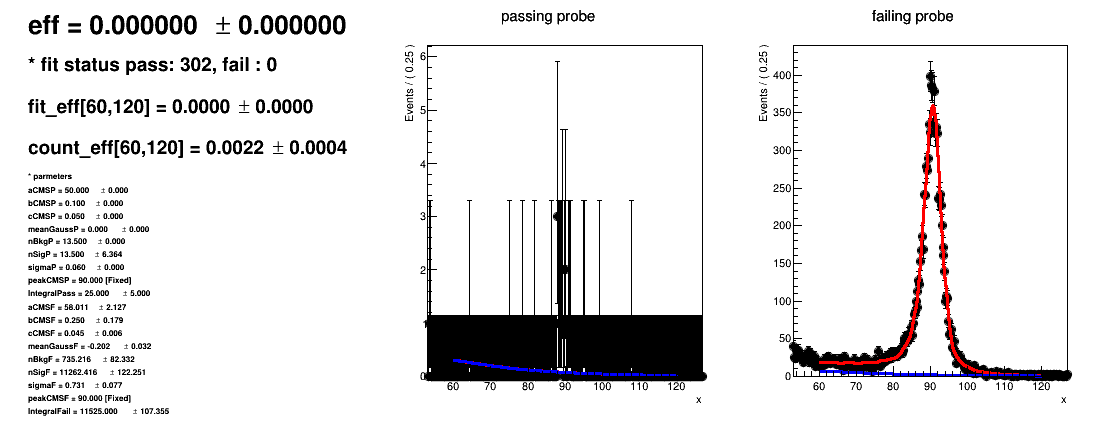 eff = 0.000000 ± 0.000000
* fit status pass: 302, fail : 0
fit_eff[60,120] = 0.0000 ± 0.0000
count_eff[60,120] = 0.0022 ± 0.0004
* parmeters
aCMSP = 50.000 ± 0.000
bCMSP = 0.100 ± 0.000
cCMSP = 0.050 ± 0.000
meanGaussP = 0.000 ± 0.000
nBkgP = 13.500 ± 0.000
nSigP = 13.500 ± 6.364
sigmaP = 0.060 ± 0.000
peakCMSP = 90.000 [Fixed]
IntegralPass = 25.000 ± 5.000
aCMSF = 58.011 ± 2.127
bCMSF = 0.250 ± 0.179
cCMSF = 0.045 ± 0.006
meanGaussF = -0.202 ± 0.032
nBkgF = 735.216 ± 82.332
nSigF = 11262.416 ± 122.251
sigmaF = 0.731 ± 0.077
peakCMSF = 90.000 [Fixed]
IntegralFail = 11525.000 ± 107.355
passing probe
Events / ( 0.25 )
6
5
4
3
2
1
0
60 70 80 90 100 110 120
x
failing probe
Events / ( 0.25 )
400
350
300
250
200
150
100
50
0
60 70 80 90 100 110 120
x